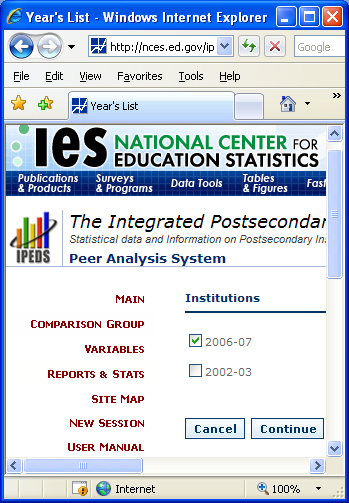 Year's List - Windows Internet Explorer
http://nces.ed.gov/ip
Google
File Edit View Favorites Tools Help
Year's List
ies NATIONAL CENTER FOR
EDUCATION STATISTICS
Publications & Products
Surveys & Programs
Data Tools
Tables & Figures
Fast
The Integrated Postsecondar
Statistical data and Information on Postsecondary Ins
IPEDS
Peer Analysis System
MAIN
COMPARISON GROUP
VARIABLES
REPORTS & STATS
SITE MAP
NEW SESSION
USER MANUAL
Institutions
2006-07
2002-03
Cancel Continue
Internet
100%